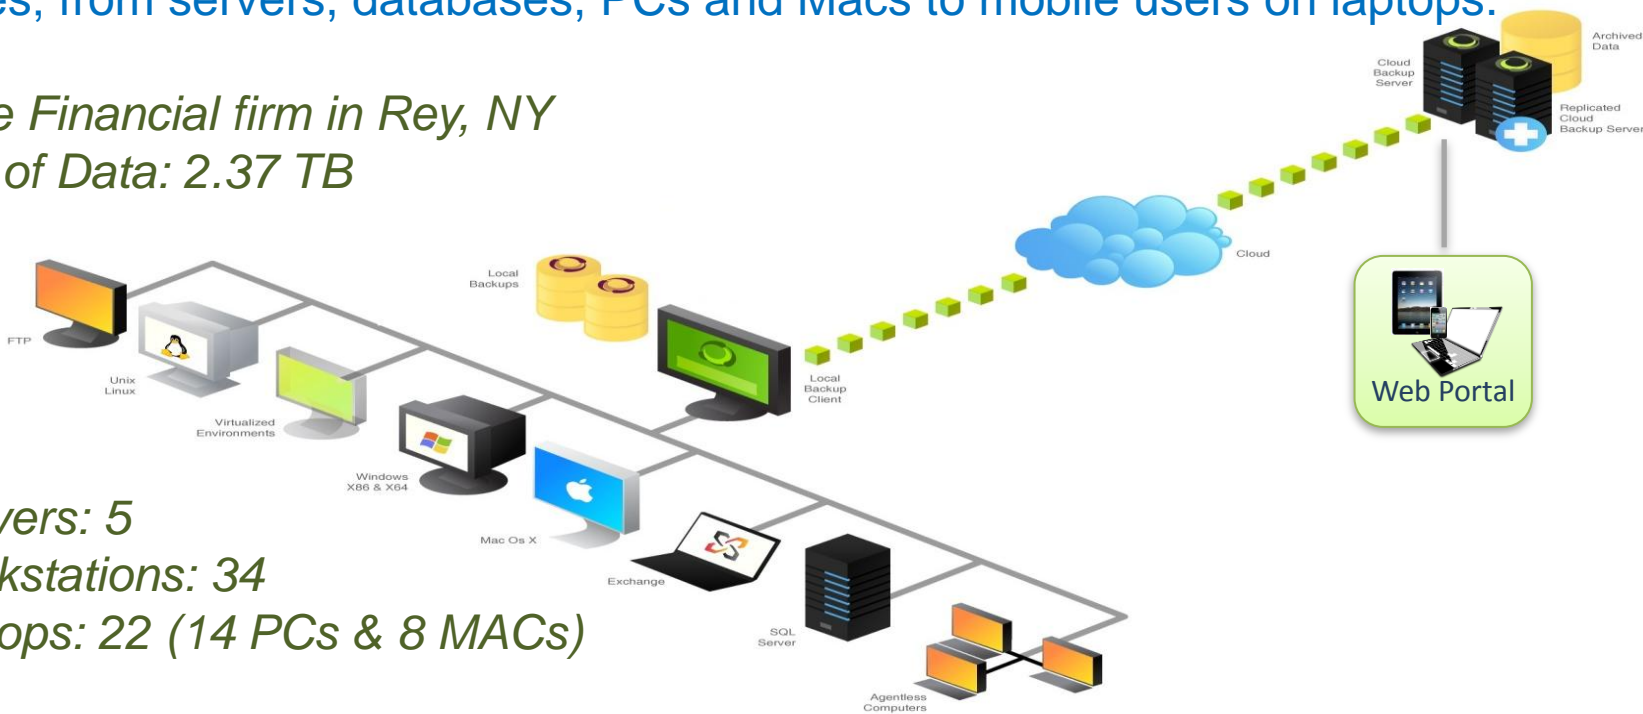 es, from servers, databases, PCs and Macs to mobile users on laptops.
e Financial firm in Rey, NY
of Data: 2.37 TB
Archived
Data
Cloud
Backup
Server
Replicated
Cloud
Backup Server
Cloud
Web Portal
Local
Backups
Local
Backup
Client
FTP
Unix
Linux
Virtualized
Environments
Windows
X86 & X64
Mac Os X
Exchange
SQL
Server
Agentless
Computers
vers: 5
kstations: 34
ops: 22 (14 PCs & 8 MACs)